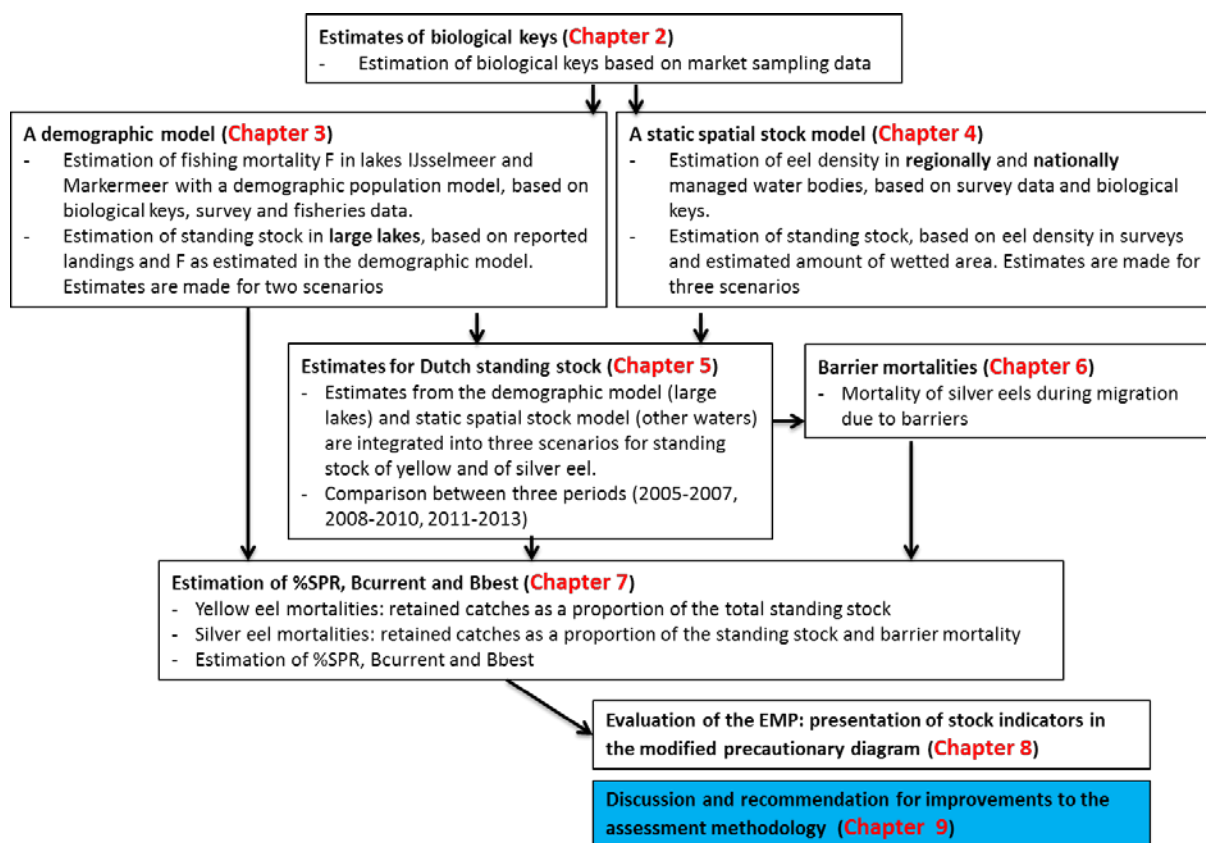 Estimates of biological keys (Chapter 2)
- Estimation of biological keys based on market sampling data
A demographic model (Chapter 3)
- Estimation of fishing mortality F in lakes IJsselmeer and
Markermeer with a demographic population model, based on
biological keys, survey and fisheries data.
- Estimation of standing stock in large lakes, based on reported
landings and F as estimated in the demographic model.
Estimates are made for two scenarios
A static spatial stock model (Chapter 4)
- Estimation of eel density in regionally and nationally
managed water bodies, based on survey data and biological
keys.
- Estimation of standing stock, based on eel density in surveys
and estimated amount of wetted area. Estimates are made for
three scenarios
Estimates for Dutch standing stock (Chapter 5)
- Estimates from the demographic model (large
lakes) and static spatial stock model (other waters)
are integrated into three scenarios for standing
stock of yellow and of silver eel.
- Comparison between three periods (2005-2007,
2008-2010, 2011-2013)
Barrier mortalities (Chapter 6)
- Mortality of silver eels during migration
due to barriers
Estimation of %SPR, Bcurrent and Bbest (Chapter 7)
- Yellow eel mortalities: retained catches as a proportion of the total standing stock
- Silver eel mortalities: retained catches as a proportion of the standing stock and barrier mortality
- Estimation of %SPR, Bcurrent and Bbest
Evaluation of the EMP: presentation of stock indicators in
the modified precautionary diagram (Chapter 8)
Discussion and recommendation for improvements to the
assessment methodology (Chapter 9)